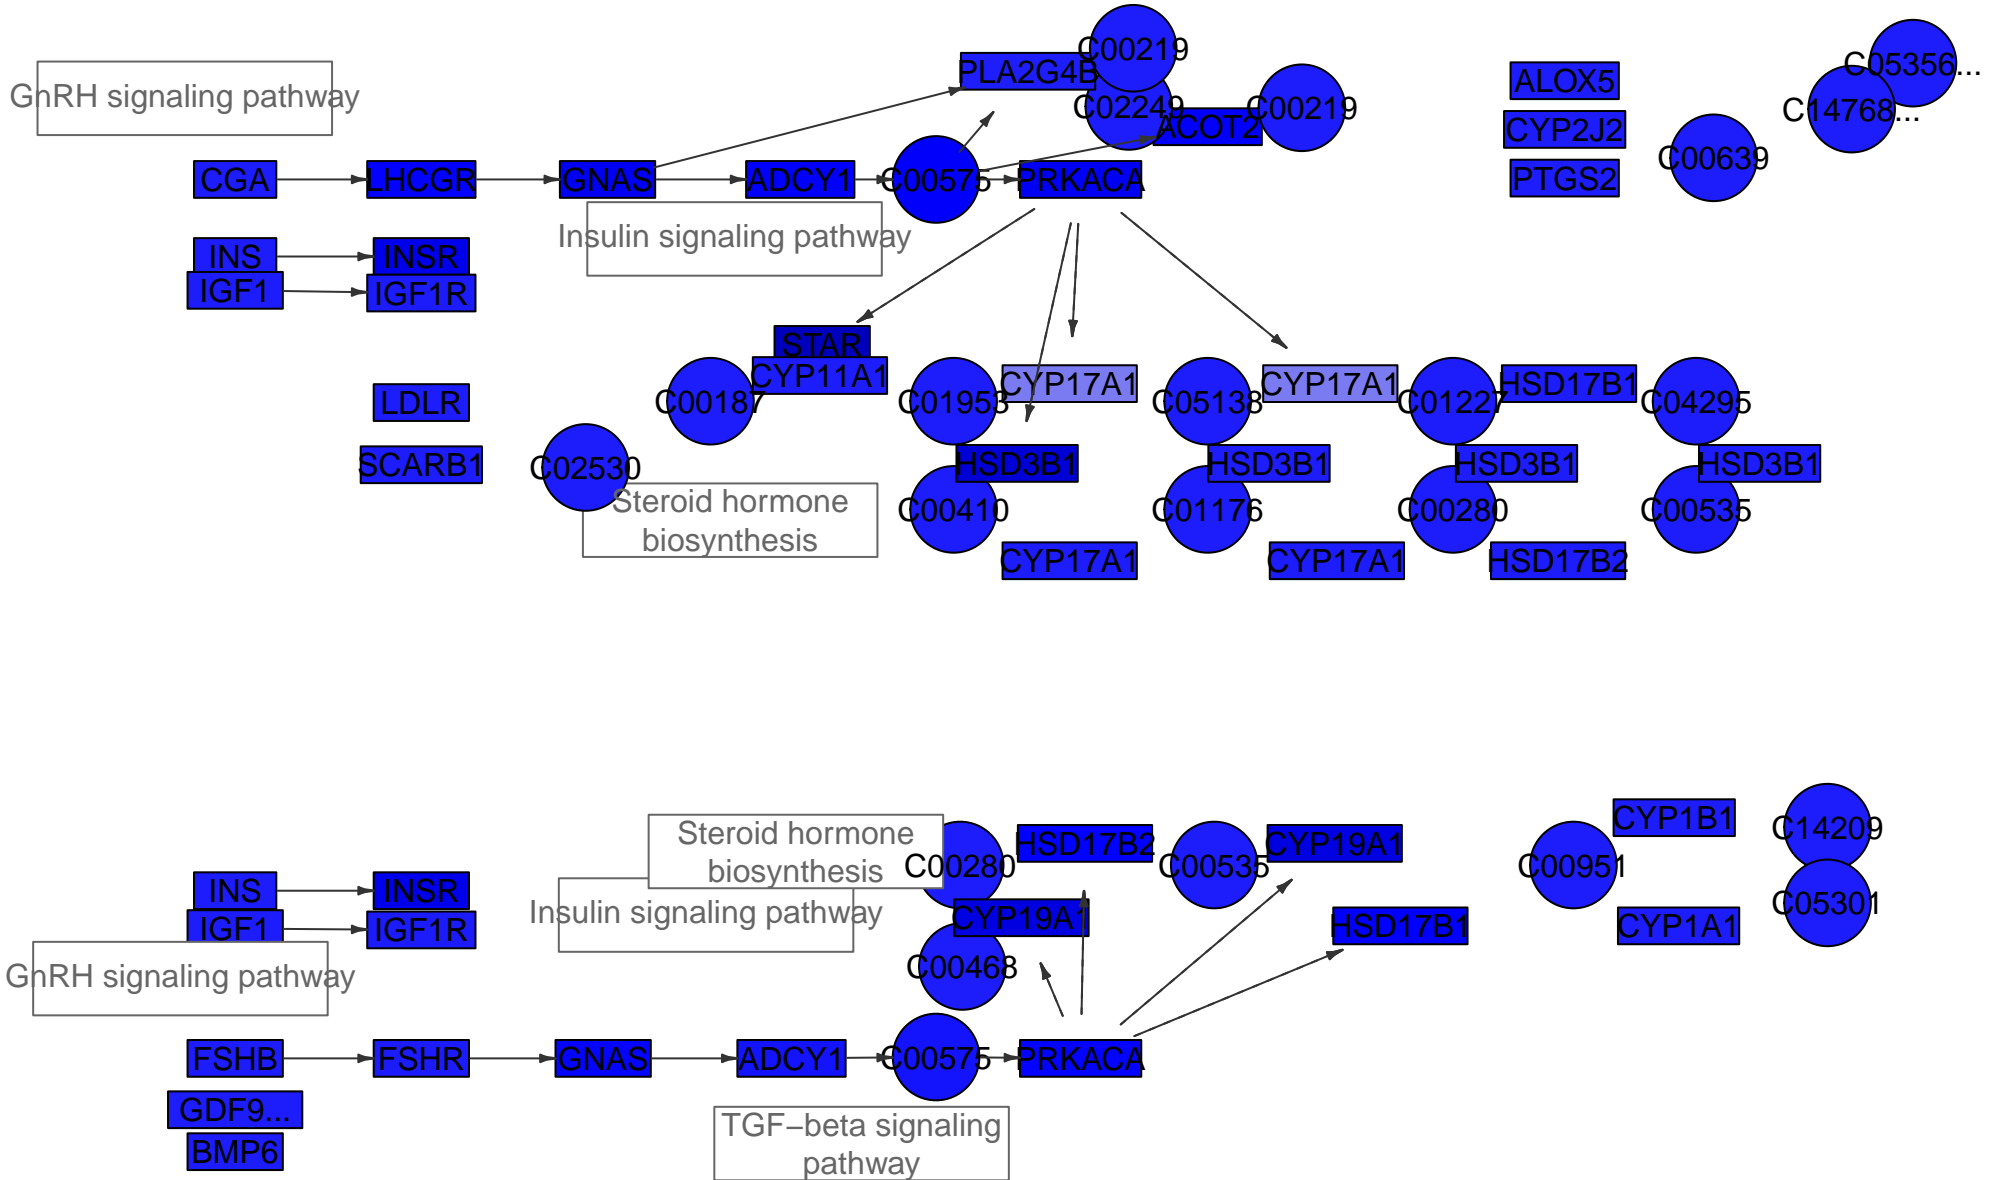 C00219
C05356...
PLA2G4B
ALOX5
GnRH signaling pathway
C02249
C00219
C14768...
ACOT2
CYP2J2
C00639
CGA
LHCGR
GNAS
ADCY1
C00575
PRKACA
PTGS2
Insulin signaling pathway
INS
INSR
IGF1
IGF1R
STAR
CYP11A1
CYP17A1
CYP17A1
HSD17B1
LDLR
C00187
C01953
C05138
C01227
C04295
SCARB1
C02530
HSD3B1
HSD3B1
HSD3B1
HSD3B1
Steroid hormone
biosynthesis
C00410
C01176
C00280
C00535
CYP17A1
CYP17A1
HSD17B2
Steroid hormone
biosynthesis
C00280
HSD17B2
C00535
CYP19A1
C00951
CYP1B1
C14209
INS
INSR
C05301
Insulin signaling pathway
CYP19A1
HSD17B1
CYP1A1
IGF1
IGF1R
GnRH signaling pathway
C00468
FSHB
FSHR
GNAS
ADCY1
C00575
PRKACA
GDF9...
BMP6
TGF−beta signaling
pathway